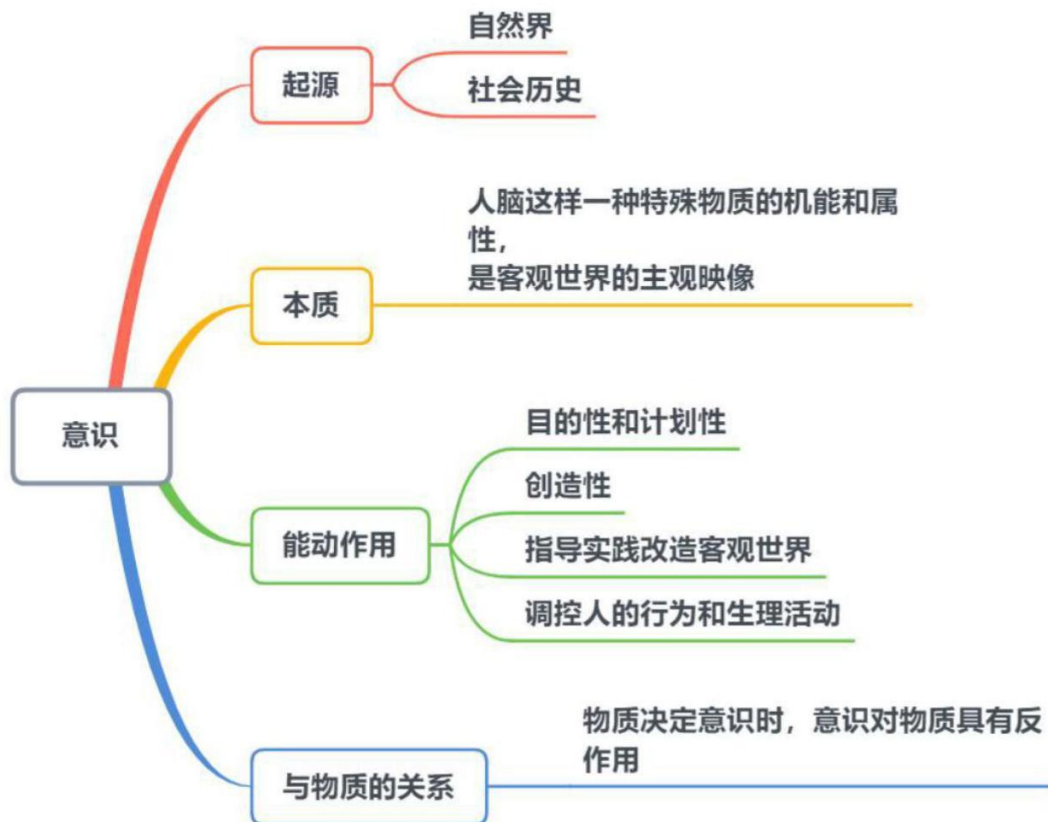 自然界
起源
社会历史
人脑这样一种特殊物质的机能和属
性，
是客观世界的主观映像
本质
意识
目的性和计划性
创造性
能动作用
指导实践改造客观世界
调控人的行为和生理活动
物质决定意识时，意识对物质具有反
作用
与物质的关系